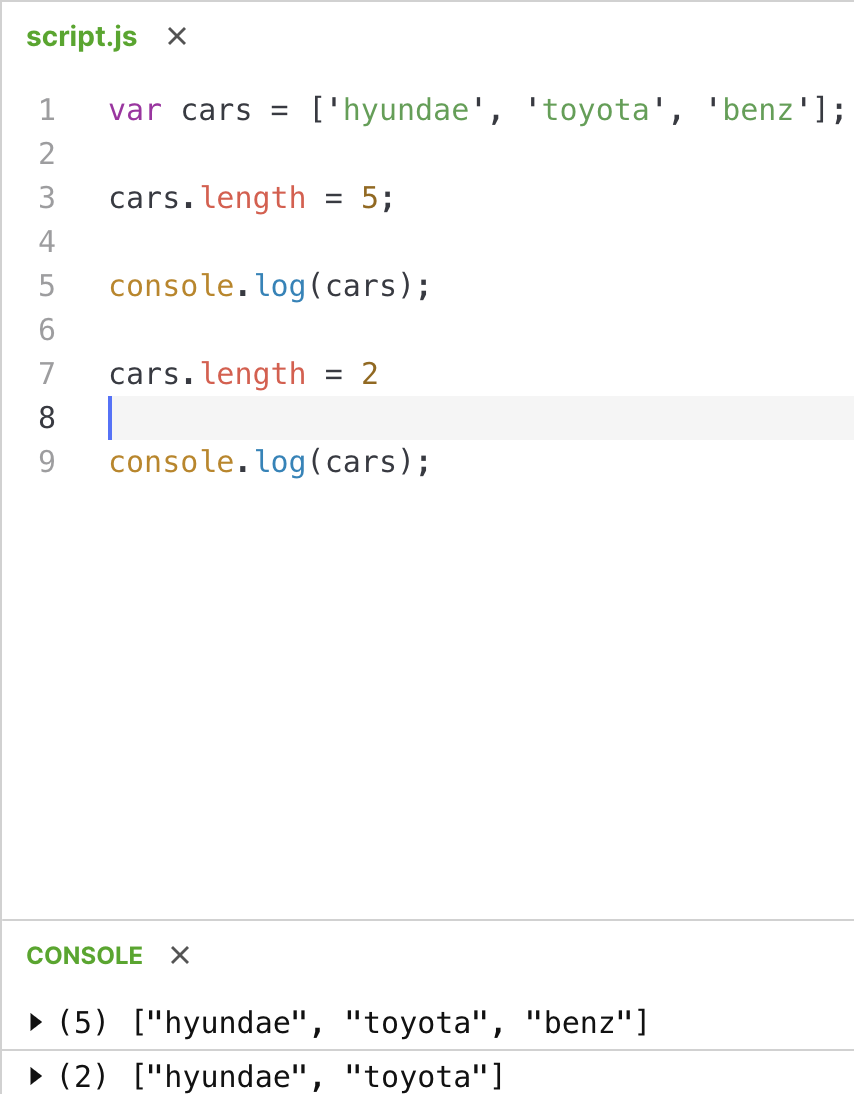 script.js ✕
1 var cars = ['hyundae', 'toyota', 'benz'];
2
3 cars.length = 5;
4
5 console.log(cars);
6
7 cars.length = 2
8
9 console.log(cars);
CONSOLE ✕
▶ (5) ["hyundae", "toyota", "benz"]
▶ (2) ["hyundae", "toyota"]